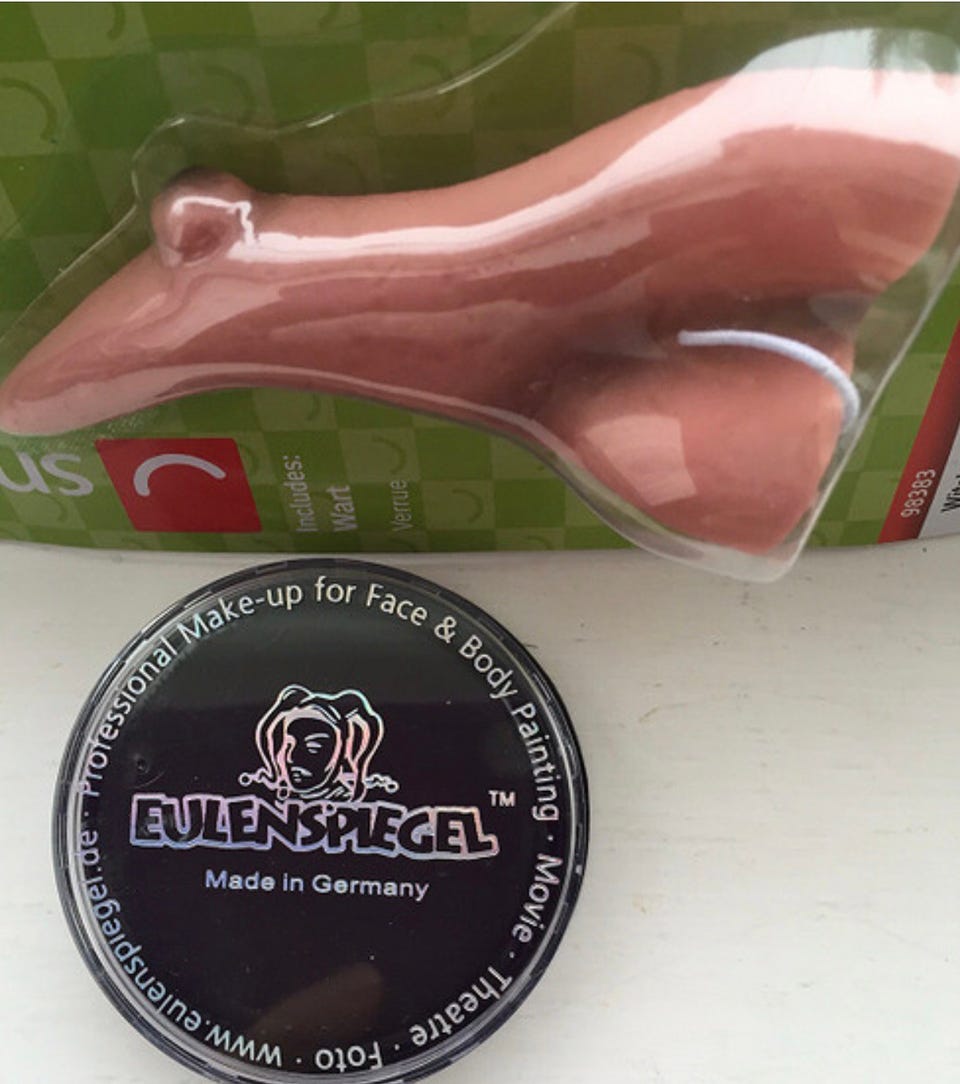 us
Includes:
Wart
Verrue
98383
Professional Make-up for Face & Body Painting · Movie · Theatre · Foto · www.eulenspiegel.de ·
EULENSPIEGEL™
Made in Germany